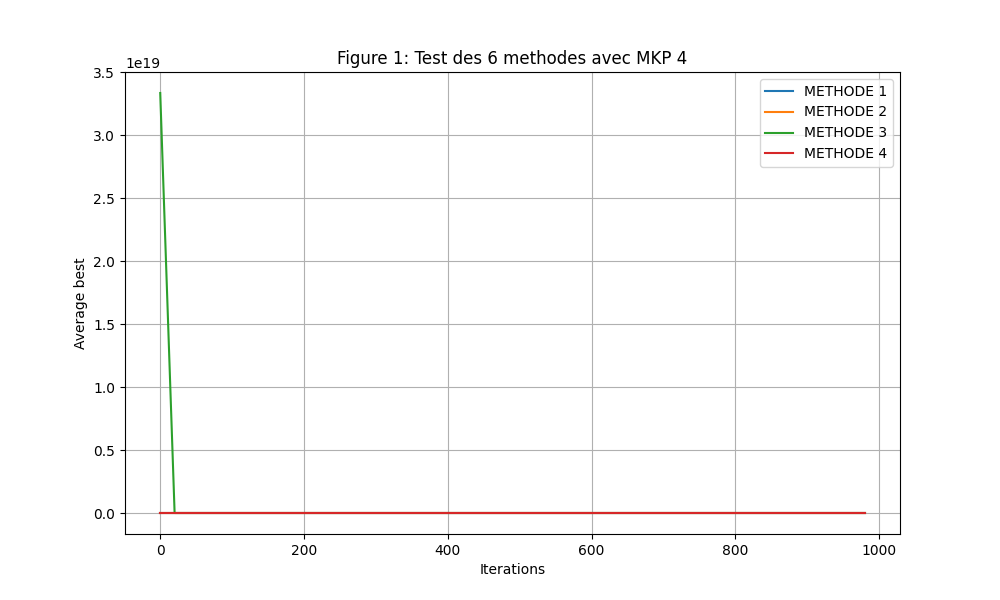 Figure 1: Test des 6 methodes avec MKP 4
1e19
3.5
3.0
2.5
2.0
1.5
1.0
0.5
0.0
Average best
METHODE 1
METHODE 2
METHODE 3
METHODE 4
0 200 400 600 800 1000
Iterations